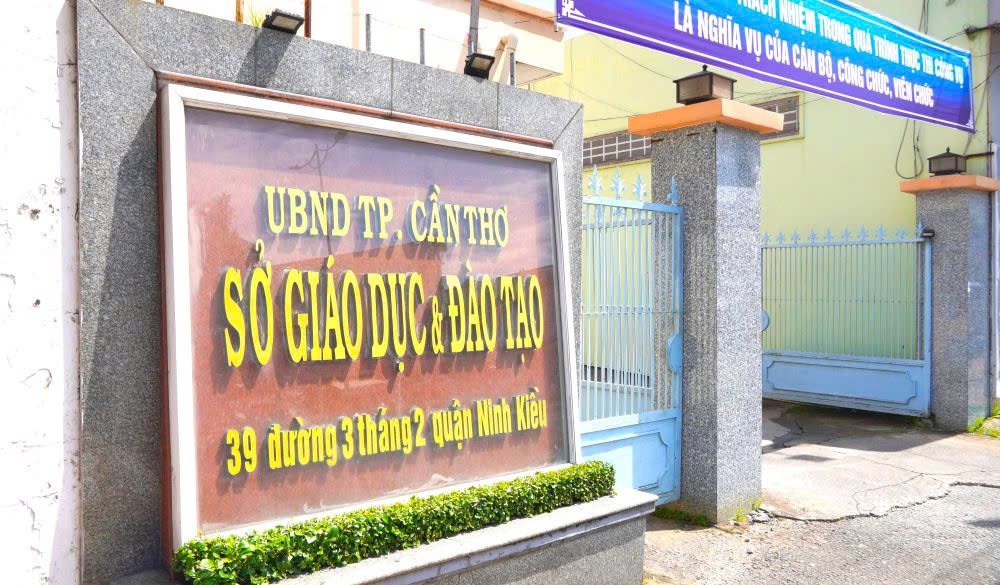 TRÁCH NHIỆM TRONG QUÁ TRÌNH THỰC THI CÔNG VỤ
LÀ NGHĨA VỤ CỦA CÁN BỘ, CÔNG CHỨC, VIÊN CHỨC
UBND TP. CẦN THƠ
SỞ GIÁO DỤC & ĐÀO TẠO
39 đường 3 tháng 2 quận Ninh Kiều